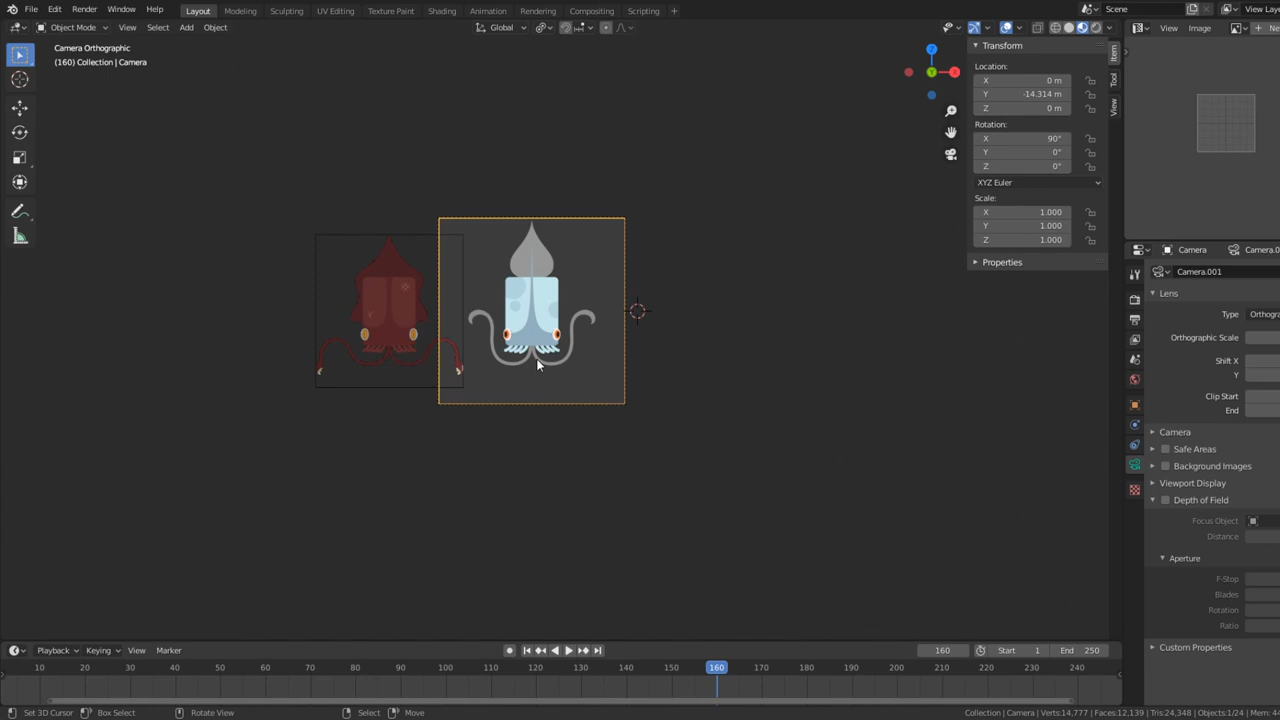 File Edit Render Window Help Layout Modeling Sculpting UV Editing Texture Paint Shading Animation Rendering Compositing Scripting + Scene View Laye
Object Mode View Select Add Object Global View Image
Camera Orthographic
(160) Collection | Camera
Z
Y
X
Transform
Location:
X 0 m
Y -14.314 m
Z 0 m
Rotation:
X 90°
Y 0°
Z 0°
XYZ Euler
Scale:
X 1.000
Y 1.000
Z 1.000
Properties
Item
Tool
View
Camera Camera.0
Camera.001
Lens
Type Orthogra
Orthographic Scale
Shift X
Y
Clip Start
End
Camera
Safe Areas
Background Images
Viewport Display
Depth of Field
Focus Object
Distance
Aperture
F-Stop
Blades
Rotation
Ratio
Custom Properties
Playback Keying View Marker 160 Start 1 End 250
10 20 30 40 50 60 70 80 90 100 110 120 130 140 150 160 170 180 190 200 210 220 230 240
Set 3D Cursor Box Select Rotate View Select Move Collection | Camera | Verts:14,777 | Faces:12,139 | Tris:24,348 | Objects:1/24 | Mem: 44